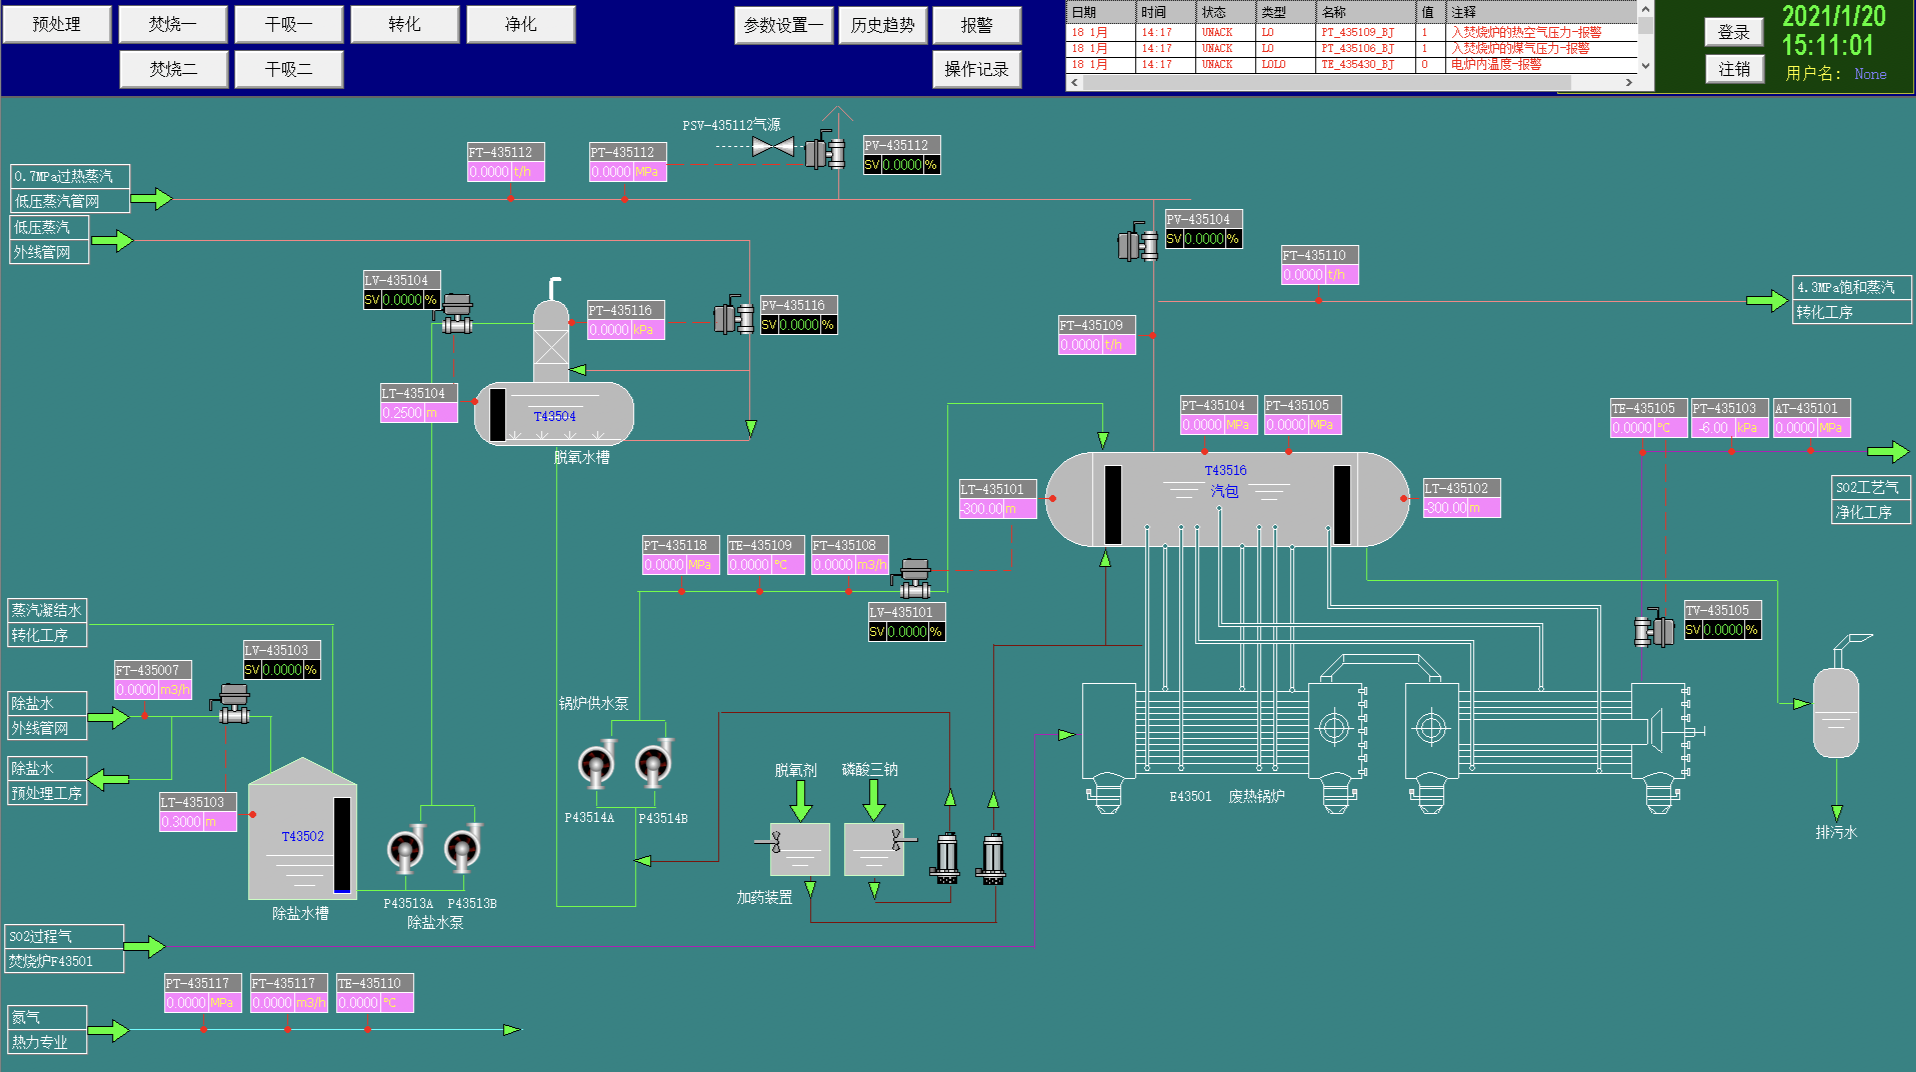 预处理
焚烧一
干吸一
转化
净化
焚烧二
干吸二
参数设置一
历史趋势
报警
操作记录
日期 时间 状态 类型 名称 值 注释
18 1月 14:17 UNACK LO PT_435109_BJ 1 入焚烧炉的热空气压力-报警
18 1月 14:17 UNACK LO PT_435106_BJ 1 入焚烧炉的煤气压力-报警
18 1月 14:17 UNACK LOLO TE_435430_BJ 0 电炉内温度-报警
登录
注销
2021/1/20
15:11:01
用户名: None
PSV-435112气源
FT-435112
0.0000 t/h
PT-435112
0.0000 MPa
PV-435112
SV 0.0000 %
0.7MPa过热蒸汽
低压蒸汽管网
低压蒸汽
外线管网
PV-435104
SV 0.0000 %
FT-435110
0.0000 t/h
4.3MPa饱和蒸汽
转化工序
LV-435104
SV 0.0000 %
PT-435116
0.0000 kPa
PV-435116
SV 0.0000 %
FT-435109
0.0000 t/h
LT-435104
0.2500 m
T43504
脱氧水槽
PT-435104
0.0000 MPa
PT-435105
0.0000 MPa
TE-435105
0.0000 ℃
PT-435103
-6.00 kPa
AT-435101
0.0000 MPa
SO2工艺气
净化工序
LT-435101
-300.00 m
T43516
汽包
LT-435102
-300.00 m
PT-435118
0.0000 MPa
TE-435109
0.0000 ℃
FT-435108
0.0000 m3/h
LV-435101
SV 0.0000 %
TV-435105
SV 0.0000 %
蒸汽凝结水
转化工序
LV-435103
SV 0.0000 %
FT-435007
0.0000 m3/h
除盐水
外线管网
除盐水
预处理工序
LT-435103
0.3000 m
T43502
除盐水槽
P43513A
P43513B
除盐水泵
锅炉供水泵
P43514A
P43514B
脱氧剂
磷酸三钠
加药装置
E43501 废热锅炉
排污水
SO2过程气
焚烧炉F43501
PT-435117
0.0000 MPa
FT-435117
0.0000 m3/h
TE-435110
0.0000 ℃
氮气
热力专业